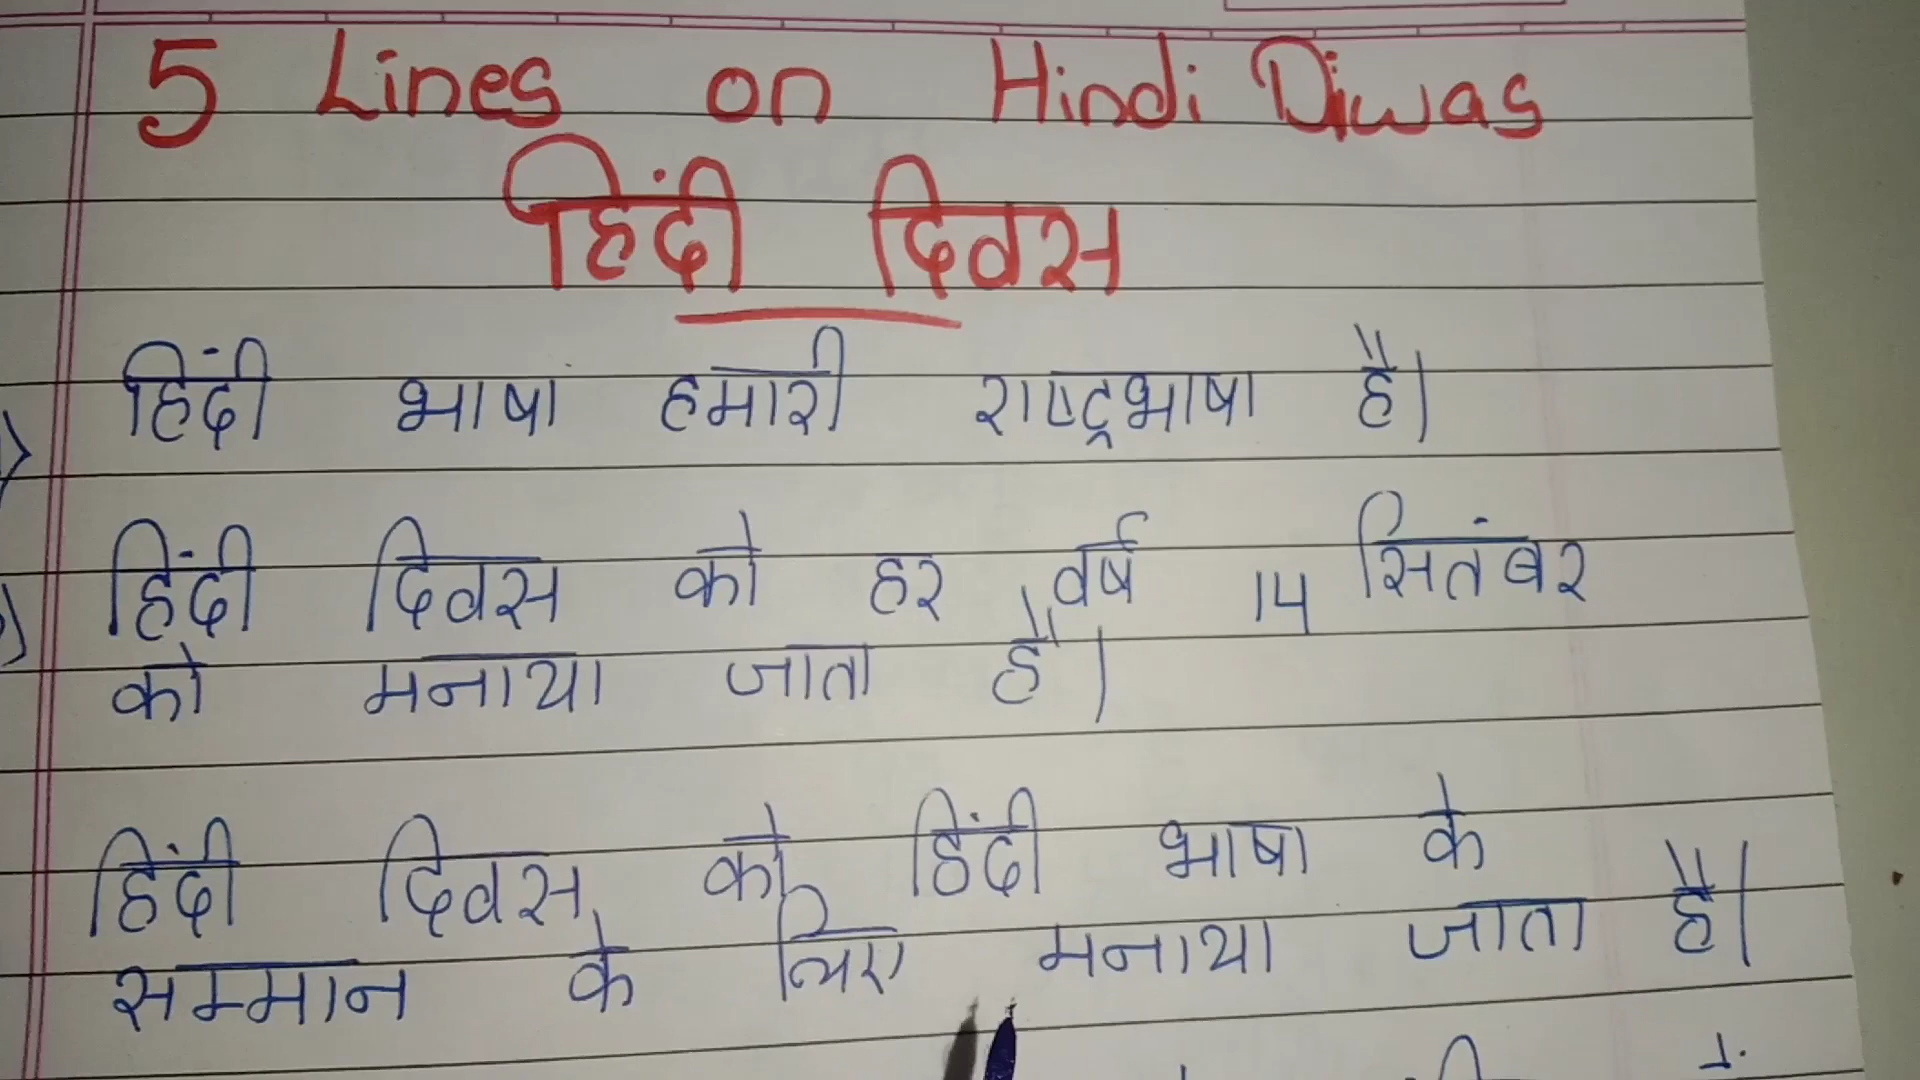 5 Lines on Hindi Diwas
हिंदी दिवस
हिंदी भाषा हमारी राष्ट्रभाषा है।
हिंदी दिवस को हर वर्ष 14 सितंबर
को मनाया जाता है।
हिंदी दिवस को हिंदी भाषा के
सम्मान के लिए मनाया जाता है।